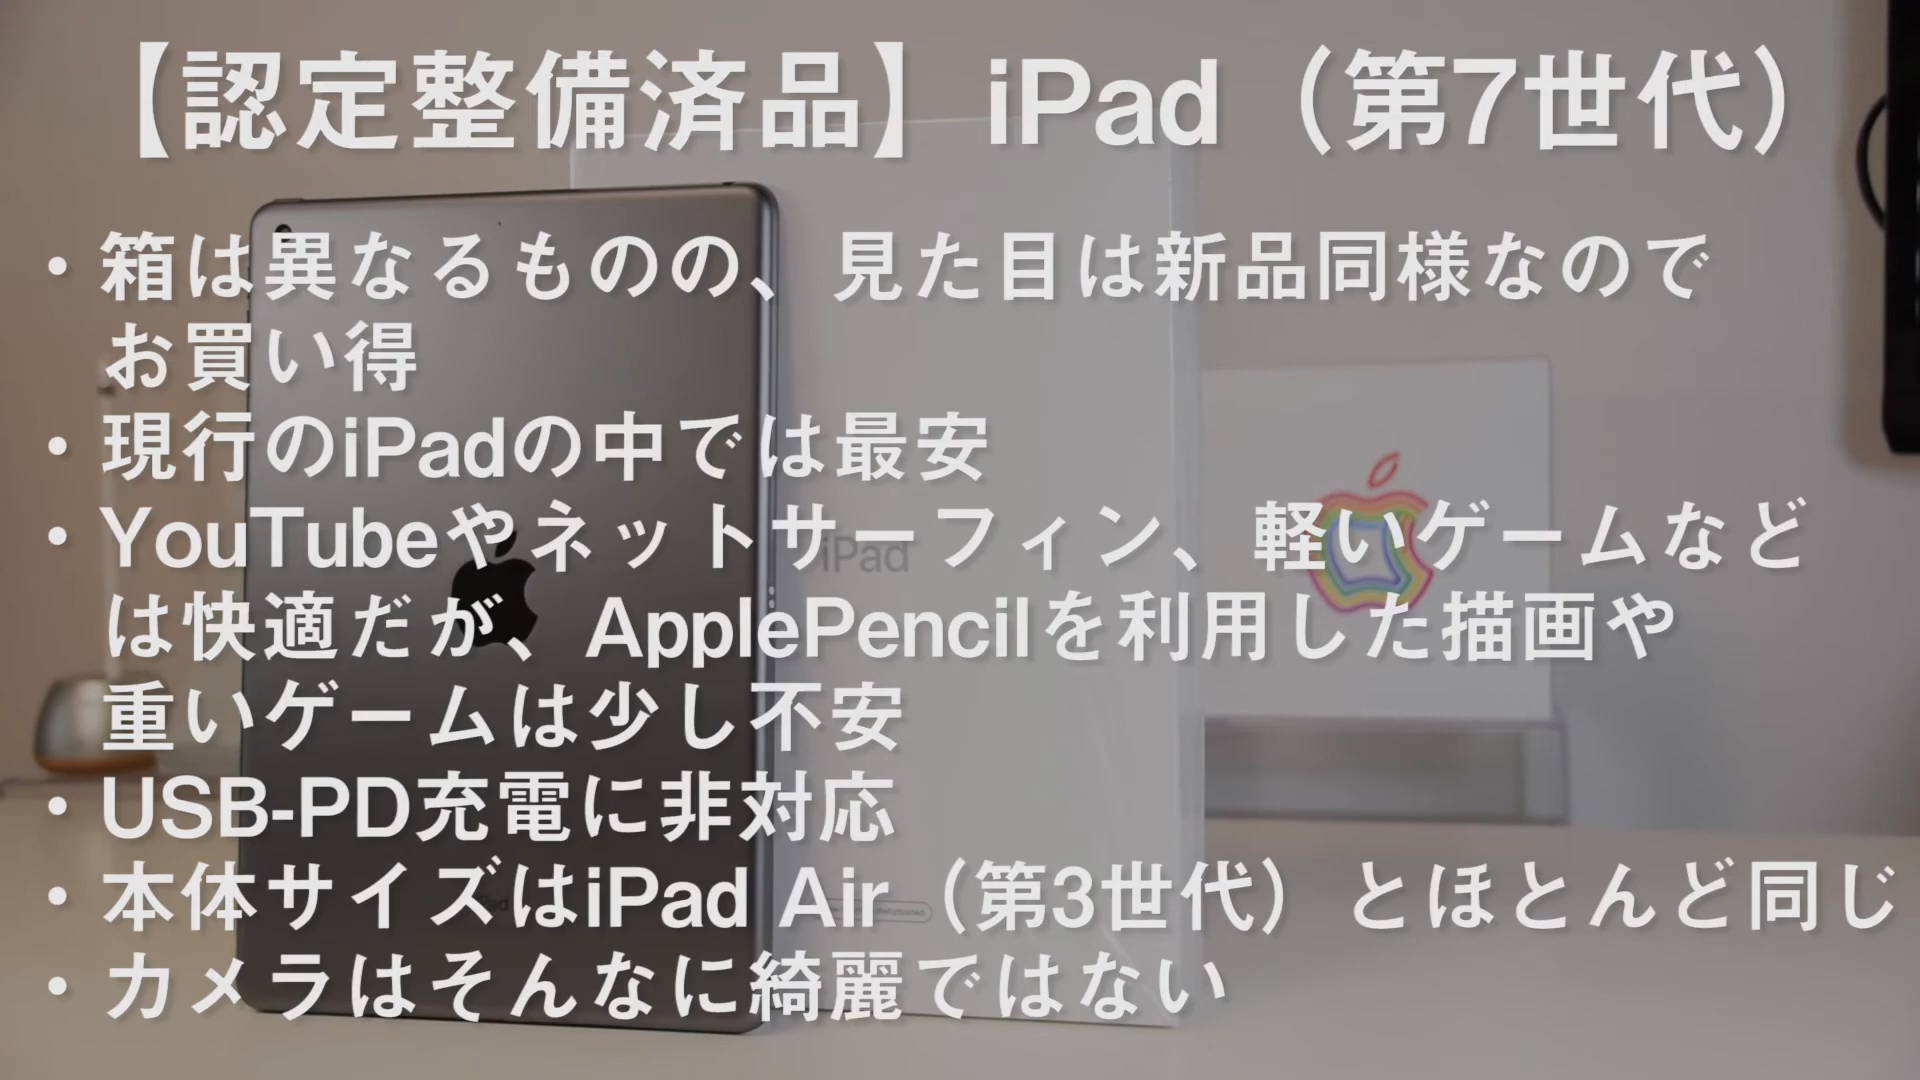 【認定整備済品】iPad（第7世代）
・箱は異なるものの、見た目は新品同様なので
お買い得
・現行のiPadの中では最安
・YouTubeやネットサーフィン、軽いゲームなど
は快適だが、ApplePencilを利用した描画や
重いゲームは少し不安
・USB-PD充電に非対応
・本体サイズはiPad Air（第3世代）とほとんど同じ
・カメラはそんなに綺麗ではない
iPad